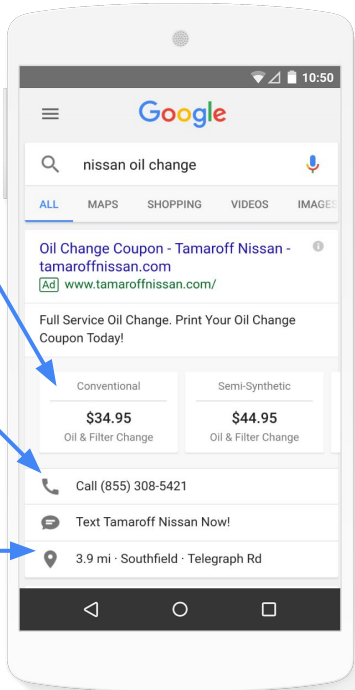 10:50
Google
nissan oil change
ALL MAPS SHOPPING VIDEOS IMAGES
Oil Change Coupon - Tamaroff Nissan -
tamaroffnissan.com
Ad www.tamaroffnissan.com/
Full Service Oil Change. Print Your Oil Change
Coupon Today!
Conventional Semi-Synthetic
$34.95 $44.95
Oil & Filter Change Oil & Filter Change
Call (855) 308-5421
Text Tamaroff Nissan Now!
3.9 mi · Southfield · Telegraph Rd